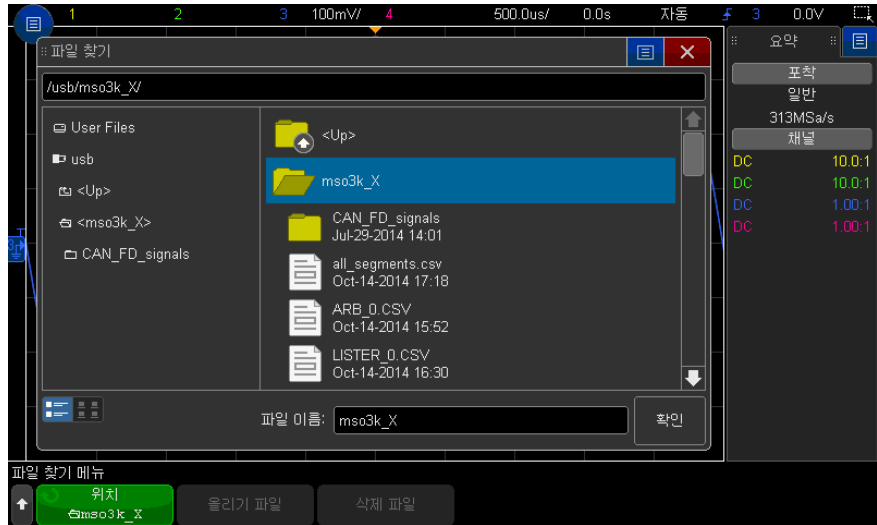 1 2 3 100mV/ 4 500.0us/ 0.0s 자동 3 0.0V
파일 찾기
/usb/mso3k_X/
User Files
usb
<Up>
<mso3k_X>
CAN_FD_signals
<Up>
mso3k_X
CAN_FD_signals
Jul-29-2014 14:01
all_segments.csv
Oct-14-2014 17:18
ARB_0.CSV
Oct-14-2014 15:52
LISTER_0.CSV
Oct-14-2014 16:30
파일 이름: mso3k_X
확인
요약
포착
일반
313MSa/s
채널
DC 10.0:1
DC 10.0:1
DC 1.00:1
DC 1.00:1
파일 찾기 메뉴
위치
mso3k_X
올리기 파일
삭제 파일